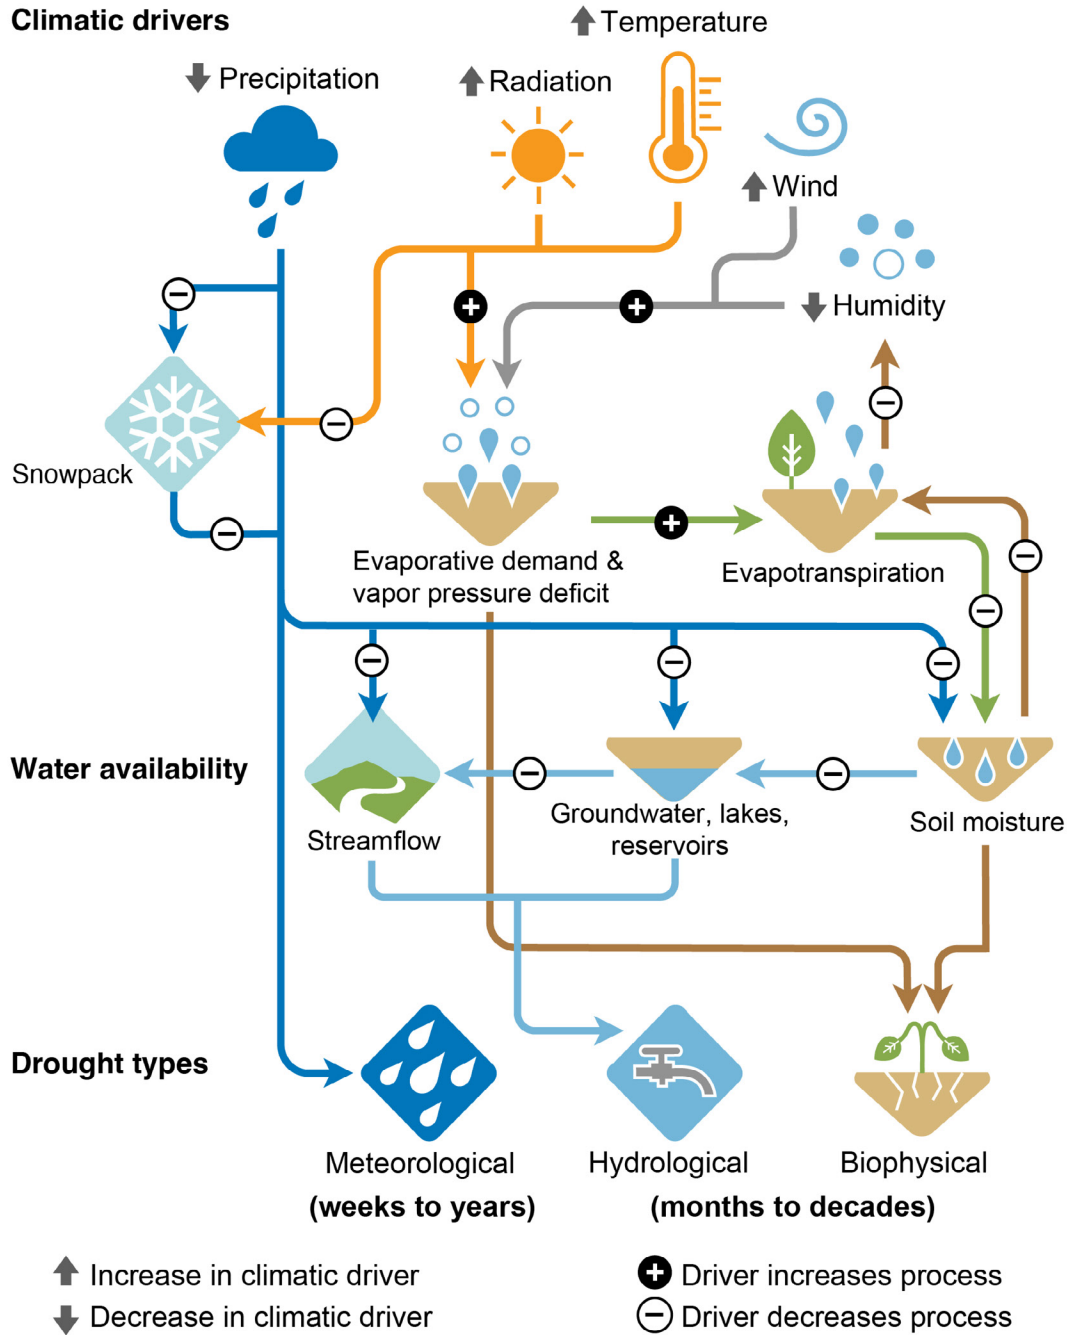 Climatic drivers
Temperature
Precipitation
Radiation
Wind
Humidity
Snowpack
Evaporative demand &
vapor pressure deficit
Evapotranspiration
Water availability
Streamflow
Groundwater, lakes,
reservoirs
Soil moisture
Drought types
Meteorological
(weeks to years)
Hydrological
Biophysical
(months to decades)
Increase in climatic driver
Decrease in climatic driver
Driver increases process
Driver decreases process